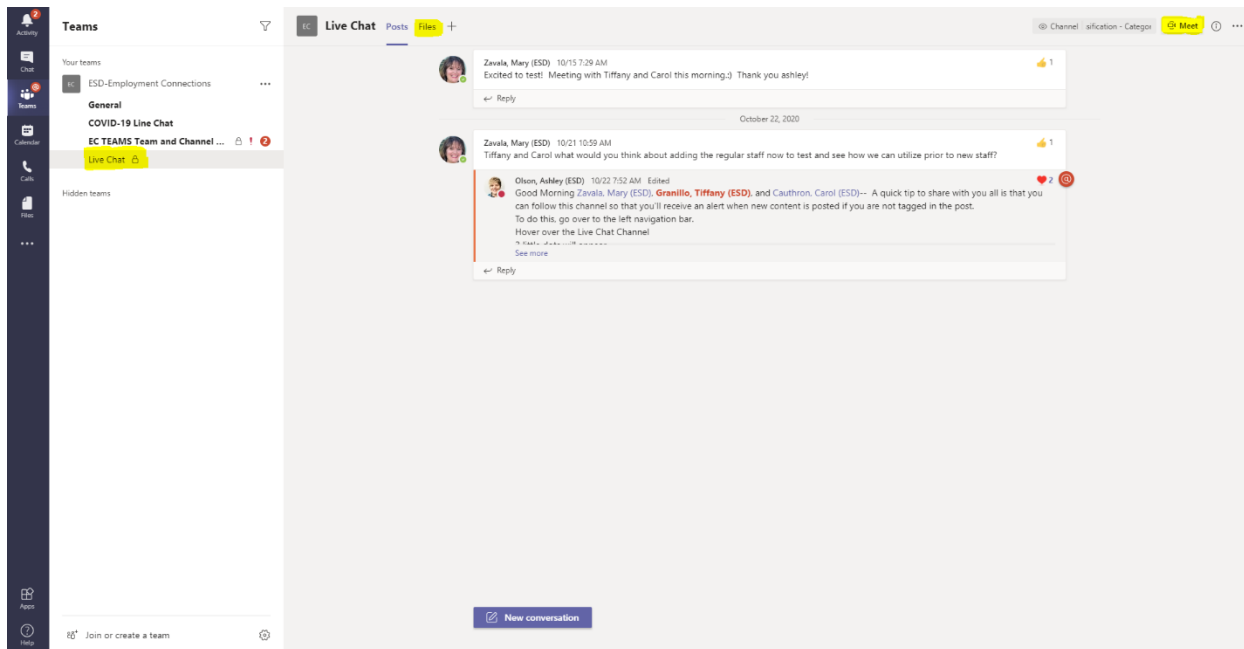 2
Activity
Chat
Teams
Calendar
Calls
Files
Apps
Help
Teams
Your teams
EC ESD-Employment Connections
General
COVID-19 Line Chat
EC TEAMS Team and Channel ... ! 2
Live Chat
Hidden teams
Join or create a team
EC Live Chat Posts Files +
Channel sification - Categor Meet
Zavala, Mary (ESD) 10/15 7:29 AM 1
Excited to test! Meeting with Tiffany and Carol this morning.:) Thank you ashley!
Reply
October 22, 2020
Zavala, Mary (ESD) 10/21 10:59 AM 1
Tiffany and Carol what would you think about adding the regular staff now to test and see how we can utilize prior to new staff?
Olson, Ashley (ESD) 10/22 7:52 AM Edited 2 @
Good Morning Zavala, Mary (ESD), Granillo, Tiffany (ESD), and Cauthron, Carol (ESD)-- A quick tip to share with you all is that you
can follow this channel so that you'll receive an alert when new content is posted if you are not tagged in the post.
To do this, go over to the left navigation bar.
Hover over the Live Chat Channel
See more
Reply
New conversation